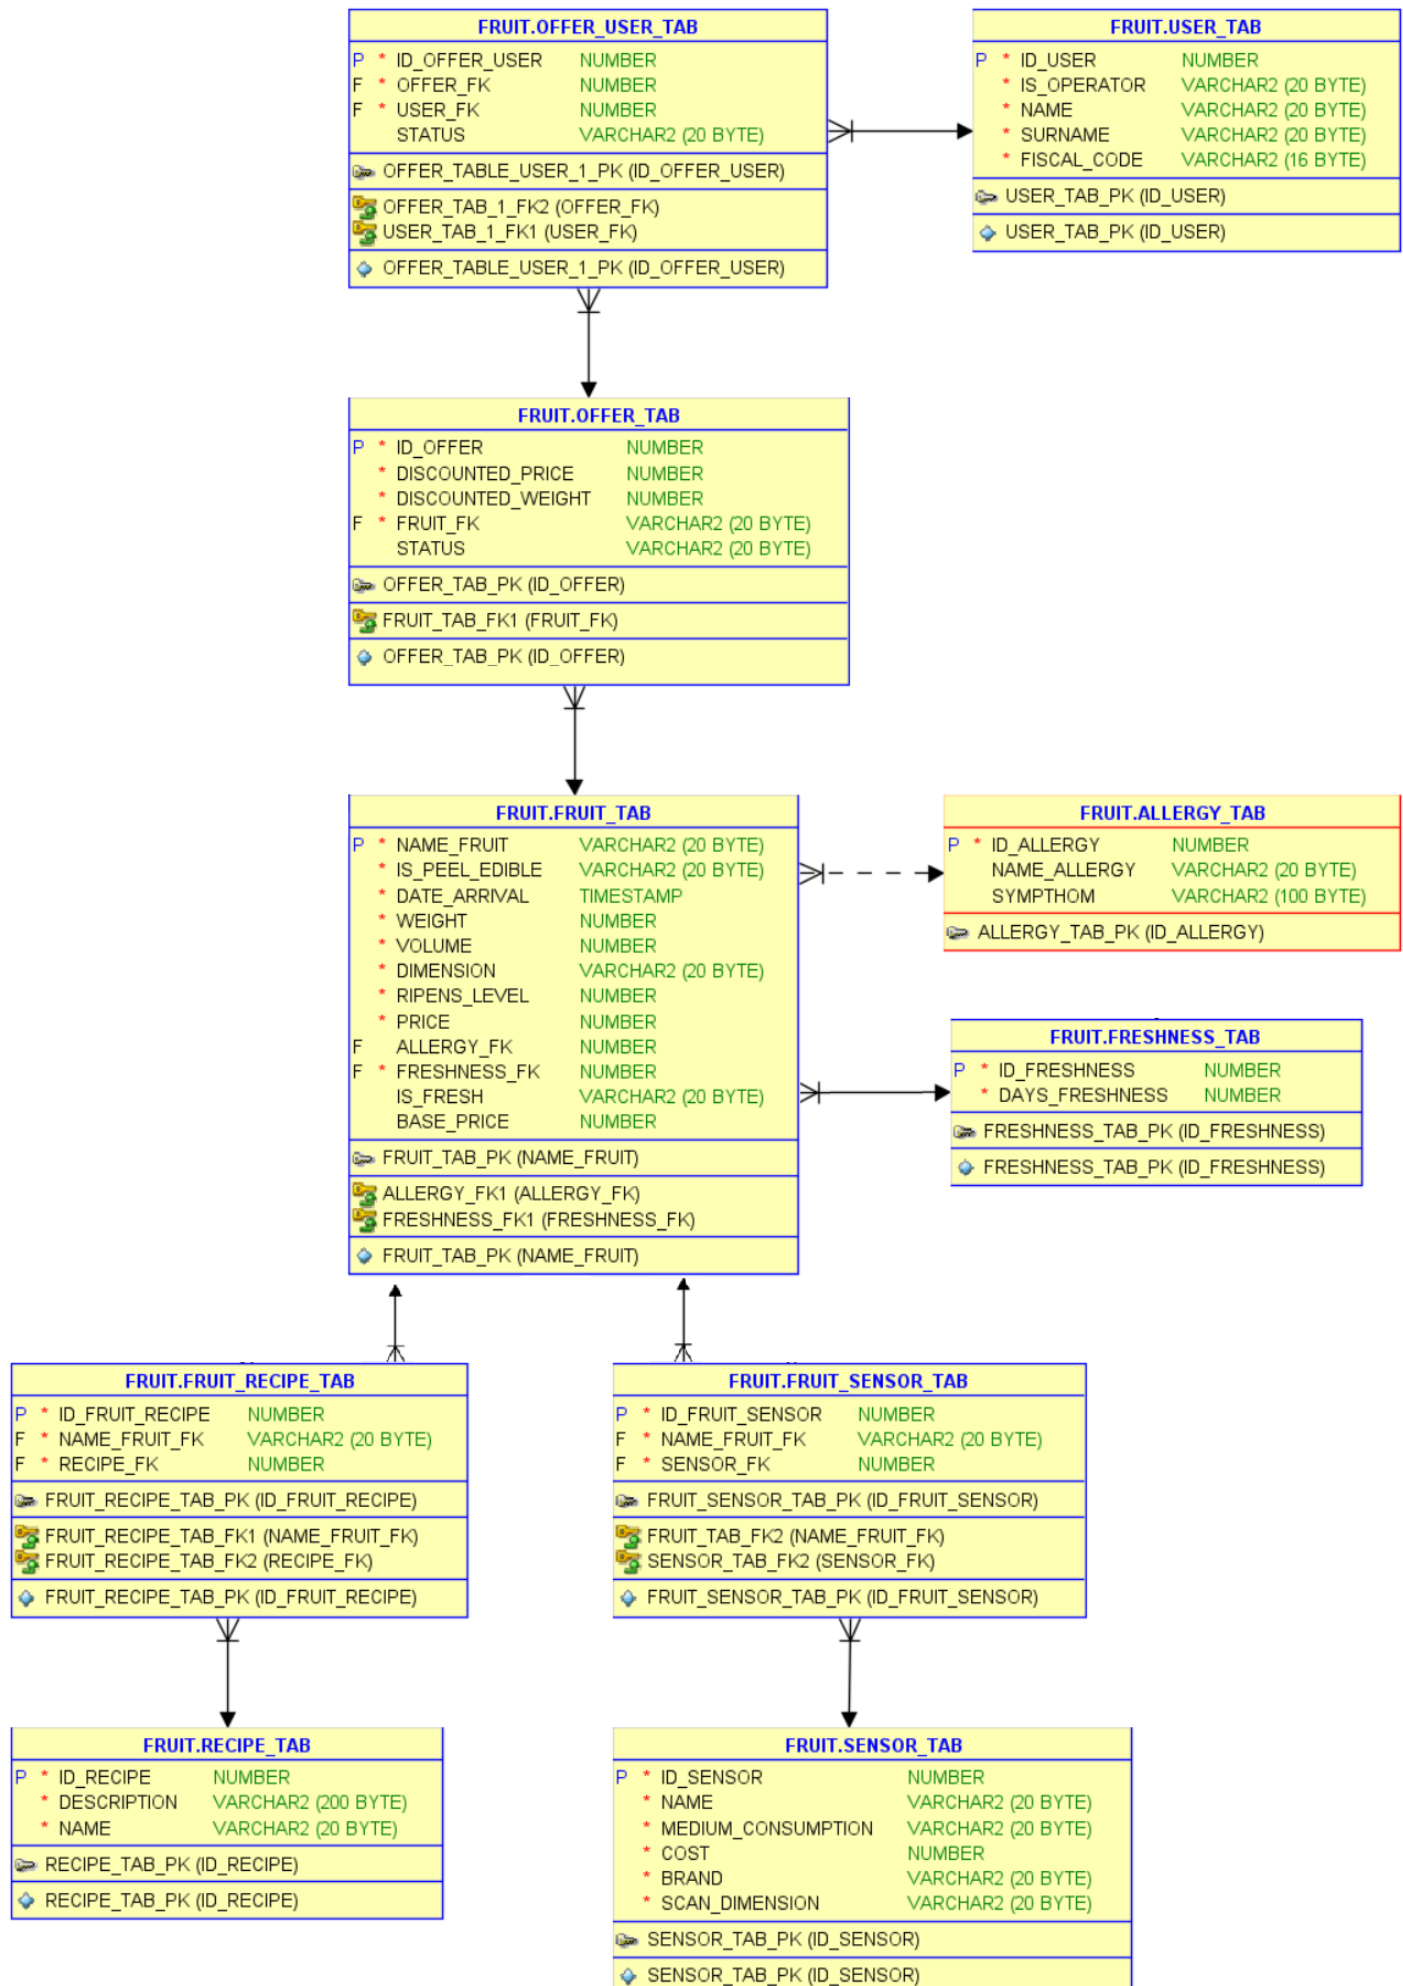 FRUIT.OFFER_USER_TAB
P * ID_OFFER_USER NUMBER
F * OFFER_FK NUMBER
F * USER_FK NUMBER
STATUS VARCHAR2 (20 BYTE)
OFFER_TABLE_USER_1_PK (ID_OFFER_USER)
OFFER_TAB_1_FK2 (OFFER_FK)
USER_TAB_1_FK1 (USER_FK)
OFFER_TABLE_USER_1_PK (ID_OFFER_USER)
FRUIT.USER_TAB
P * ID_USER NUMBER
* IS_OPERATOR VARCHAR2 (20 BYTE)
* NAME VARCHAR2 (20 BYTE)
* SURNAME VARCHAR2 (20 BYTE)
* FISCAL_CODE VARCHAR2 (16 BYTE)
USER_TAB_PK (ID_USER)
USER_TAB_PK (ID_USER)
FRUIT.OFFER_TAB
P * ID_OFFER NUMBER
* DISCOUNTED_PRICE NUMBER
* DISCOUNTED_WEIGHT NUMBER
F * FRUIT_FK VARCHAR2 (20 BYTE)
STATUS VARCHAR2 (20 BYTE)
OFFER_TAB_PK (ID_OFFER)
FRUIT_TAB_FK1 (FRUIT_FK)
OFFER_TAB_PK (ID_OFFER)
FRUIT.FRUIT_TAB
P * NAME_FRUIT VARCHAR2 (20 BYTE)
* IS_PEEL_EDIBLE VARCHAR2 (20 BYTE)
* DATE_ARRIVAL TIMESTAMP
* WEIGHT NUMBER
* VOLUME NUMBER
* DIMENSION VARCHAR2 (20 BYTE)
* RIPENS_LEVEL NUMBER
* PRICE NUMBER
F ALLERGY_FK NUMBER
F * FRESHNESS_FK NUMBER
IS_FRESH VARCHAR2 (20 BYTE)
BASE_PRICE NUMBER
FRUIT_TAB_PK (NAME_FRUIT)
ALLERGY_FK1 (ALLERGY_FK)
FRESHNESS_FK1 (FRESHNESS_FK)
FRUIT_TAB_PK (NAME_FRUIT)
FRUIT.ALLERGY_TAB
P * ID_ALLERGY NUMBER
NAME_ALLERGY VARCHAR2 (20 BYTE)
SYMPTHOM VARCHAR2 (100 BYTE)
ALLERGY_TAB_PK (ID_ALLERGY)
FRUIT.FRESHNESS_TAB
P * ID_FRESHNESS NUMBER
* DAYS_FRESHNESS NUMBER
FRESHNESS_TAB_PK (ID_FRESHNESS)
FRESHNESS_TAB_PK (ID_FRESHNESS)
FRUIT.FRUIT_RECIPE_TAB
P * ID_FRUIT_RECIPE NUMBER
F * NAME_FRUIT_FK VARCHAR2 (20 BYTE)
F * RECIPE_FK NUMBER
FRUIT_RECIPE_TAB_PK (ID_FRUIT_RECIPE)
FRUIT_RECIPE_TAB_FK1 (NAME_FRUIT_FK)
FRUIT_RECIPE_TAB_FK2 (RECIPE_FK)
FRUIT_RECIPE_TAB_PK (ID_FRUIT_RECIPE)
FRUIT.FRUIT_SENSOR_TAB
P * ID_FRUIT_SENSOR NUMBER
F * NAME_FRUIT_FK VARCHAR2 (20 BYTE)
F * SENSOR_FK NUMBER
FRUIT_SENSOR_TAB_PK (ID_FRUIT_SENSOR)
FRUIT_TAB_FK2 (NAME_FRUIT_FK)
SENSOR_TAB_FK2 (SENSOR_FK)
FRUIT_SENSOR_TAB_PK (ID_FRUIT_SENSOR)
FRUIT.RECIPE_TAB
P * ID_RECIPE NUMBER
* DESCRIPTION VARCHAR2 (200 BYTE)
* NAME VARCHAR2 (20 BYTE)
RECIPE_TAB_PK (ID_RECIPE)
RECIPE_TAB_PK (ID_RECIPE)
FRUIT.SENSOR_TAB
P * ID_SENSOR NUMBER
* NAME VARCHAR2 (20 BYTE)
* MEDIUM_CONSUMPTION VARCHAR2 (20 BYTE)
* COST NUMBER
* BRAND VARCHAR2 (20 BYTE)
* SCAN_DIMENSION VARCHAR2 (20 BYTE)
SENSOR_TAB_PK (ID_SENSOR)
SENSOR_TAB_PK (ID_SENSOR)